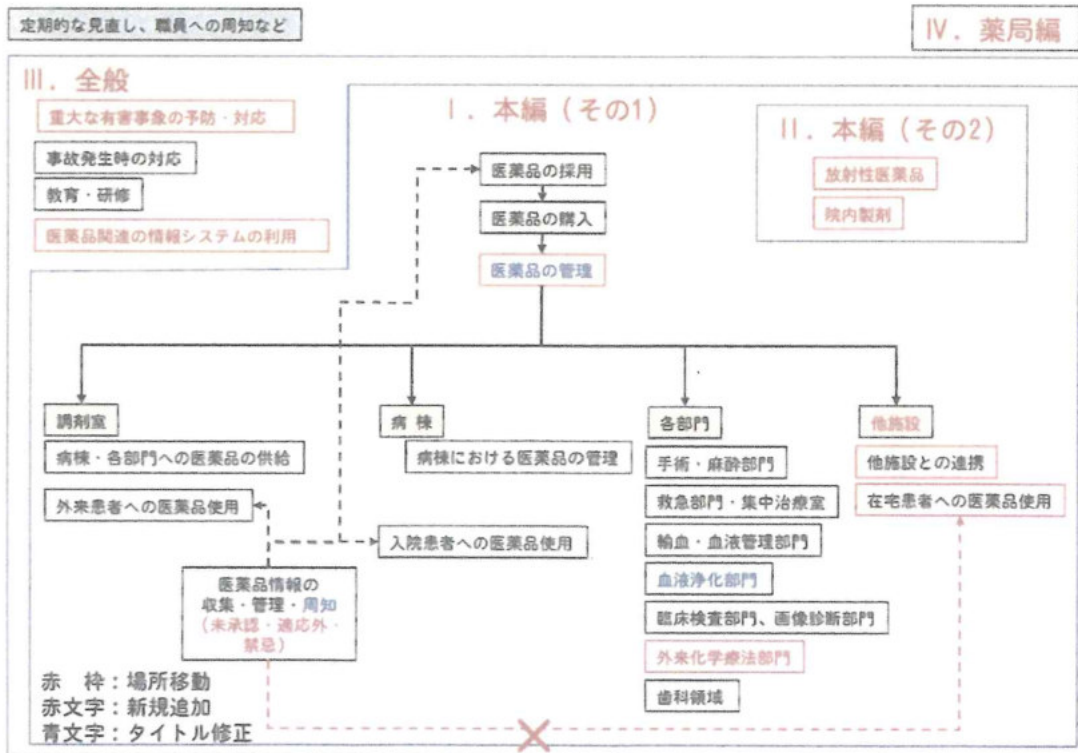 定期的な見直し、職員への周知など
Ⅳ. 薬局編
Ⅲ. 全般
重大な有害事象の予防・対応
事故発生時の対応
教育・研修
医薬品関連の情報システムの利用
Ⅰ. 本編（その1）
医薬品の採用
医薬品の購入
医薬品の管理
Ⅱ. 本編（その2）
放射性医薬品
院内製剤
調剤室
病棟・各部門への医薬品の供給
外来患者への医薬品使用
病 棟
病棟における医薬品の管理
入院患者への医薬品使用
各部門
手術・麻酔部門
救急部門・集中治療室
輸血・血液管理部門
血液浄化部門
臨床検査部門、画像診断部門
外来化学療法部門
歯科領域
他施設
他施設との連携
在宅患者への医薬品使用
医薬品情報の
収集・管理・周知
（未承認・適応外・
禁忌）
赤 枠：場所移動
赤文字：新規追加
青文字：タイトル修正